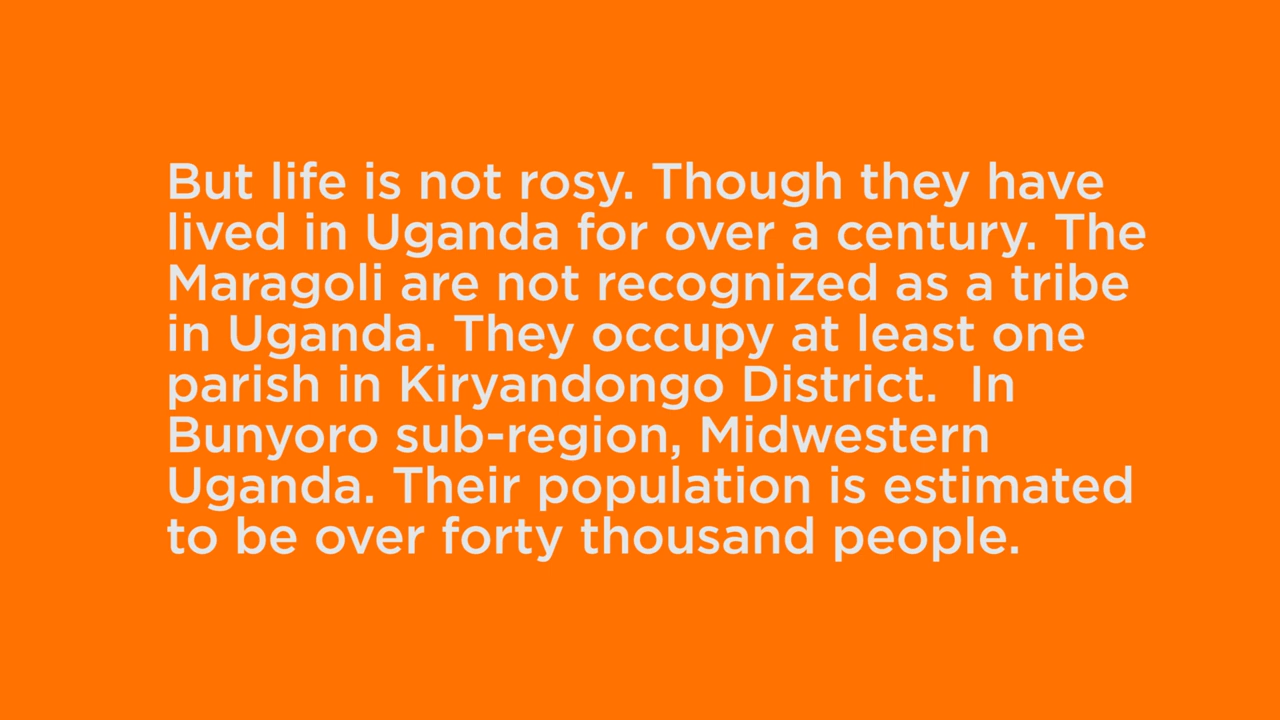 But life is not rosy. Though they have
lived in Uganda for over a century. The
Maragoli are not recognized as a tribe
in Uganda. They occupy at least one
parish in Kiryandongo District.  In
Bunyoro sub-region, Midwestern
Uganda. Their population is estimated
to be over forty thousand people.